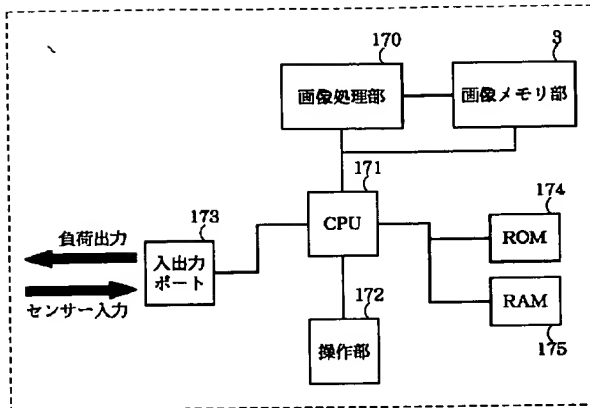 170
3
画像処理部
画像メモリ部
171
CPU
174
ROM
負荷出力
173
入出力
ポート
センサー入力
172
操作部
RAM
175